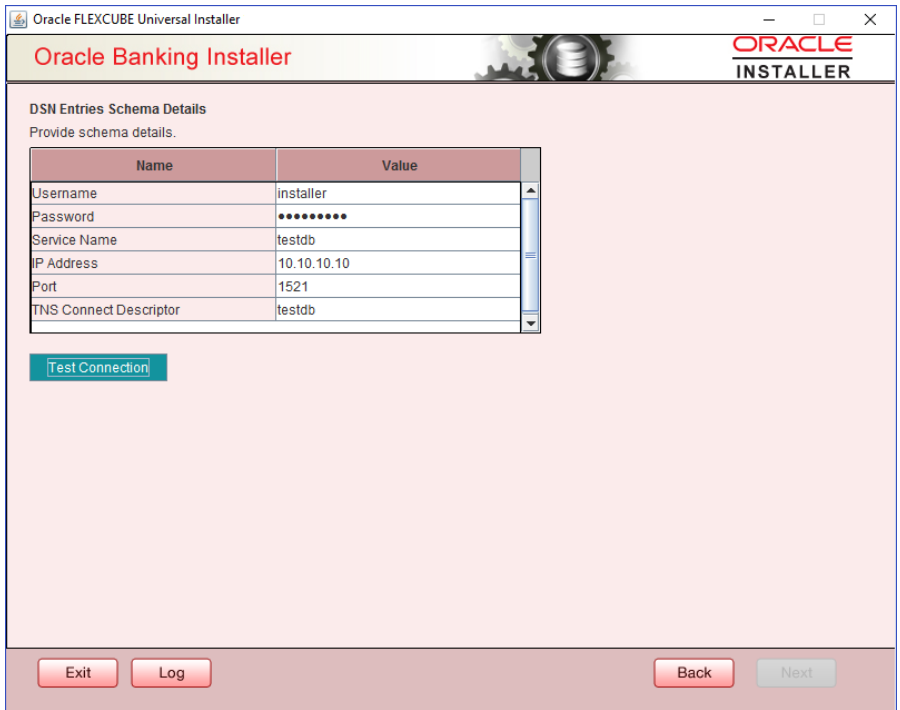 Oracle FLEXCUBE Universal Installer
Oracle Banking Installer
ORACLE
INSTALLER
DSN Entries Schema Details
Provide schema details.
Name Value
Username installer
Password •••••••••
Service Name testdb
IP Address 10.10.10.10
Port 1521
TNS Connect Descriptor testdb
Test Connection
Exit Log Back Next